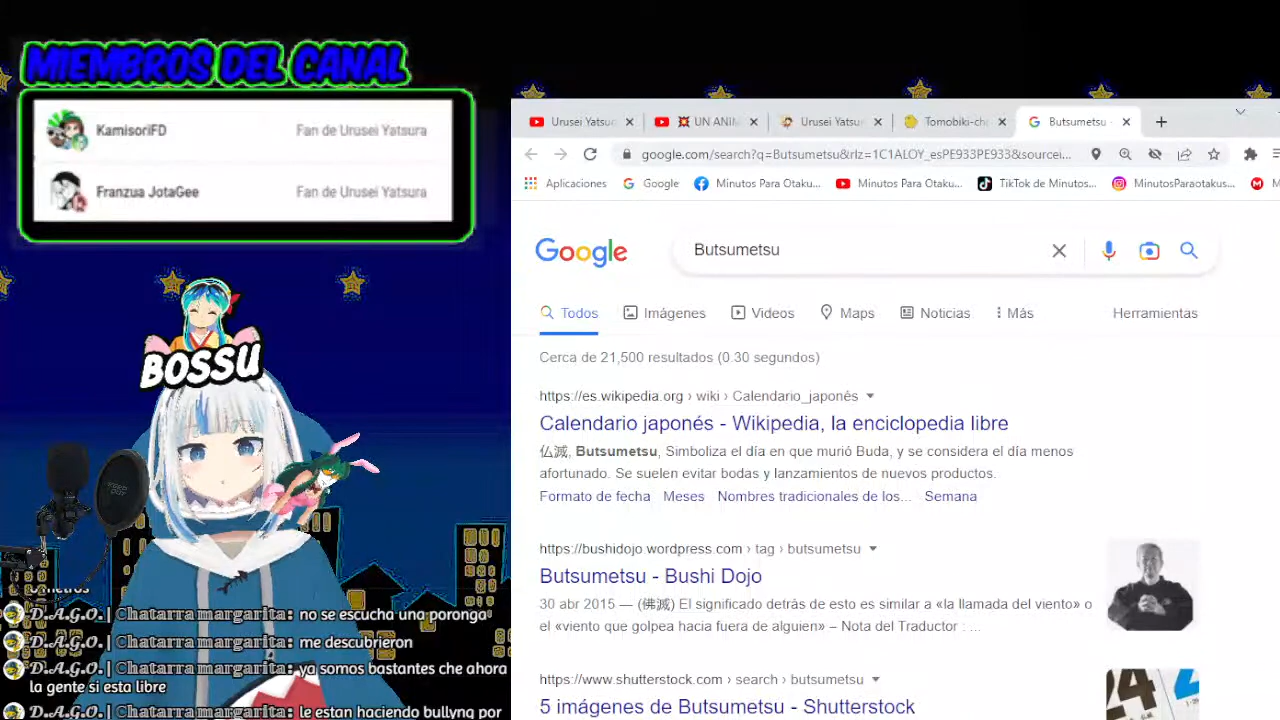 MIEMBROS DEL CANAL
KamisoriFD Fan de Urusei Yatsura
Franzua JotaGee Fan de Urusei Yatsura
BOSSU
D.A.G.O. | Chatarra margarita: no se escucha una poronga
D.A.G.O. | Chatarra margarita: me descubrieron
D.A.G.O. | Chatarra margarita: ya somos bastantes che ahora
la gente si esta libre
D.A.G.O. | Chatarra margarita: le estan haciendo bullyng por
Urusei Yatsur UN ANIM Urusei Yatsur Tomobiki-ch Butsumetsu -
google.com/search?q=Butsumetsu&rlz=1C1ALOY_esPE933PE933&sourcei...
Aplicaciones Google Minutos Para Otaku... Minutos Para Otaku... TikTok de Minutos... MinutosParaotakus...
Google Butsumetsu
Todos Imágenes Videos Maps Noticias Más Herramientas
Cerca de 21,500 resultados (0.30 segundos)
https://es.wikipedia.org › wiki › Calendario_japonés
Calendario japonés - Wikipedia, la enciclopedia libre
仏滅, Butsumetsu, Simboliza el día en que murió Buda, y se considera el día menos
afortunado. Se suelen evitar bodas y lanzamientos de nuevos productos.
Formato de fecha Meses Nombres tradicionales de los... Semana
https://bushidojo.wordpress.com › tag › butsumetsu
Butsumetsu - Bushi Dojo
30 abr 2015 — (佛滅) El significado detrás de esto es similar a «la llamada del viento» o
el «viento que golpea hacia fuera de alguien» – Nota del Traductor : ...
https://www.shutterstock.com › search › butsumetsu
5 imágenes de Butsumetsu - Shutterstock
24